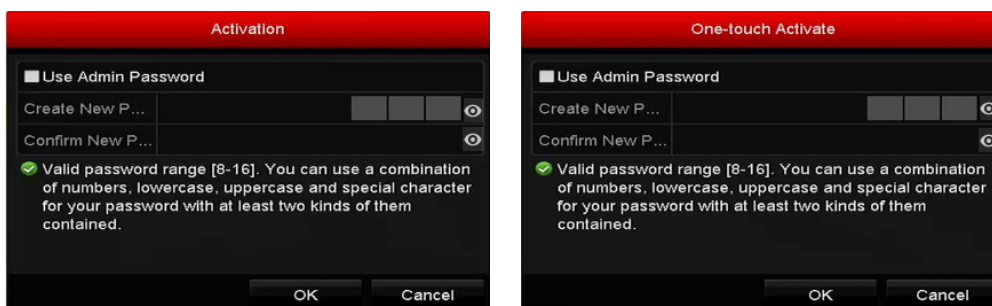 Activation
Use Admin Password
Create New P...
Confirm New P...
Valid password range [8-16]. You can use a combination
of numbers, lowercase, uppercase and special character
for your password with at least two kinds of them
contained.
OK
Cancel
One-touch Activate
Use Admin Password
Create New P...
Confirm New P...
Valid password range [8-16]. You can use a combination
of numbers, lowercase, uppercase and special character
for your password with at least two kinds of them
contained.
OK
Cancel